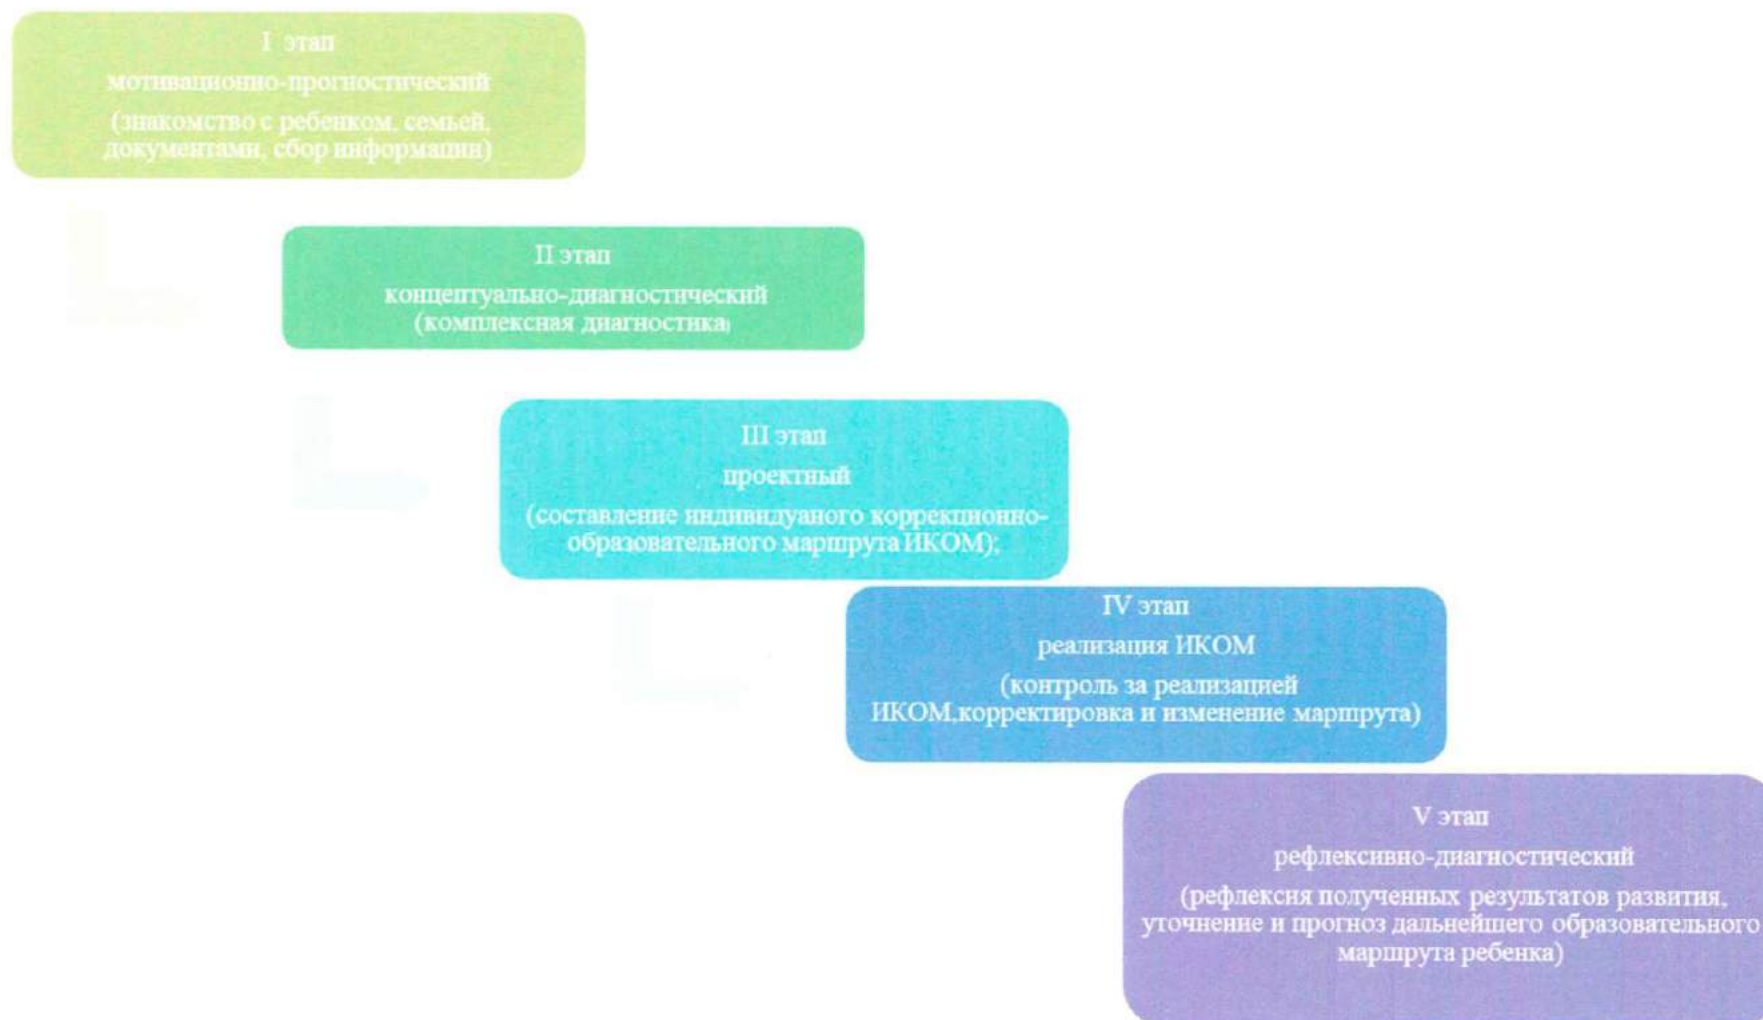 I этап
мотивационно-прогностический
(знакомство с ребенком, семьей,
документами, сбор информации)
II этап
концептуально-диагностический
(комплексная диагностика)
III этап
проектный
(составление индивидуаного коррекционно-
образовательного маршрута ИКОМ);
IV этап
реализация ИКОМ
(контроль за реализацией
ИКОМ,корректировка и изменение маршрута)
V этап
рефлексивно-диагностический
(рефлексия полученных результатов развития,
уточнение и прогноз дальнейшего образовательного
маршрута ребенка)